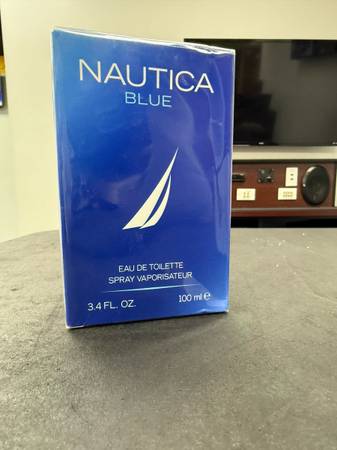 NAUTICA
BLUE
EAU DE TOILETTE
SPRAY VAPORISATEUR
3.4 FL. OZ. 100 ml ℮